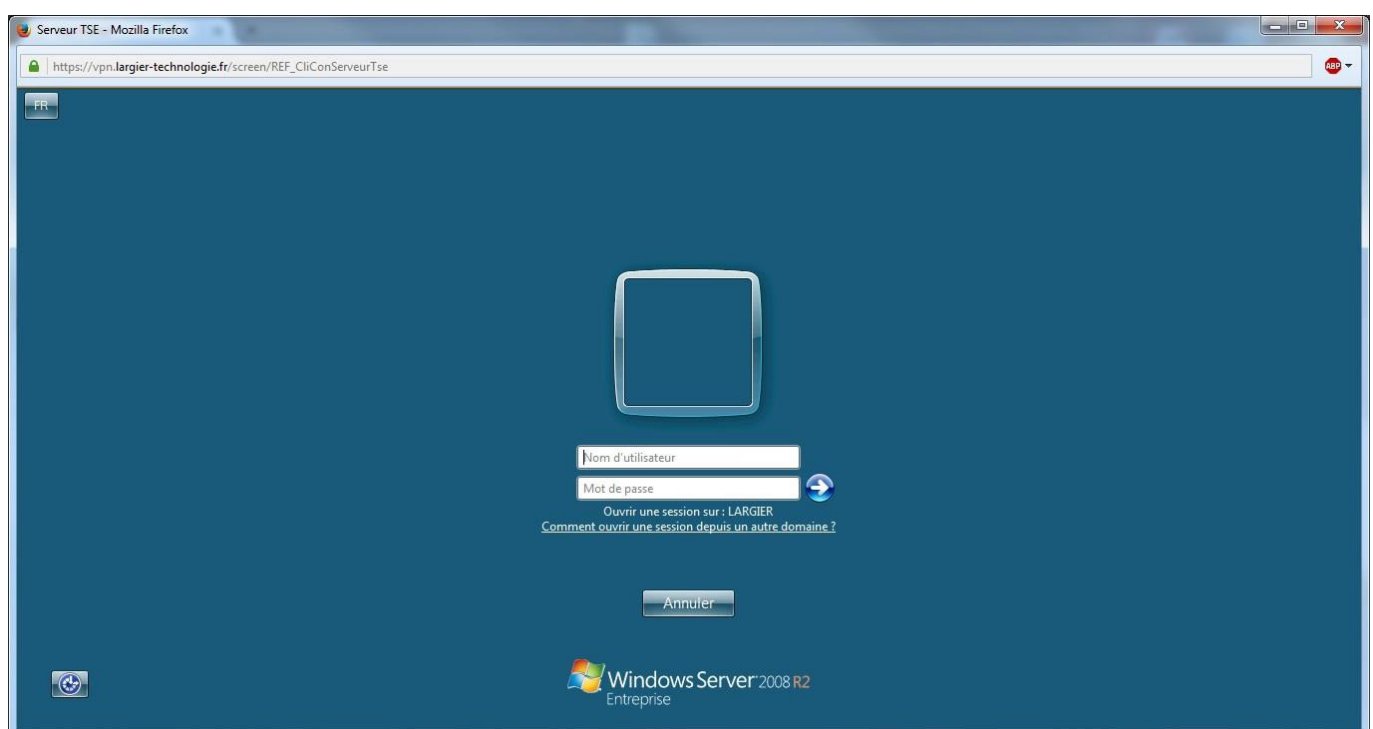 Serveur TSE - Mozilla Firefox
https://vpn.largier-technologie.fr/screen/REF_CliConServeurTse
ABP
FR
Nom d'utilisateur
Mot de passe
Ouvrir une session sur : LARGIER
Comment ouvrir une session depuis un autre domaine ?
Annuler
Windows Server 2008 R2
Entreprise